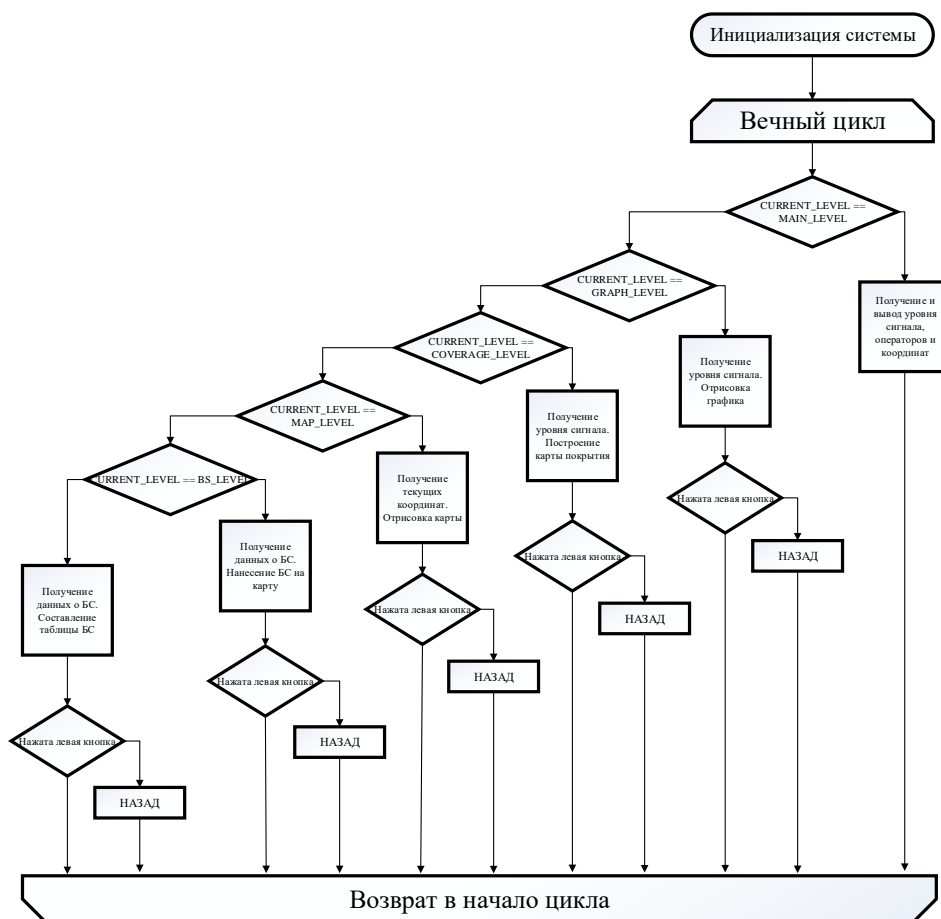 Инициализация системы
Вечный цикл
CURRENT_LEVEL ==
MAIN_LEVEL
CURRENT_LEVEL ==
GRAPH_LEVEL
Получение и
вывод уровня
сигнала,
операторов и
координат
CURRENT_LEVEL ==
COVERAGE_LEVEL
Получение
уровня сигнала.
Отрисовка
графика
CURRENT_LEVEL ==
MAP_LEVEL
Получение
уровня сигнала.
Построение
карты покрытия
URRENT_LEVEL == BS_LEVEL
Получение
текущих
координат.
Отрисовка карты
Нажата левая кнопка
НАЗАД
Получение
данных о БС.
Нанесение БС на
карту
Нажата левая кнопка
НАЗАД
Получение
данных о БС.
Составление
таблицы БС
Нажата левая кнопка
НАЗАД
Нажата левая кнопка
НАЗАД
Нажата левая кнопка
НАЗАД
Возврат в начало цикла